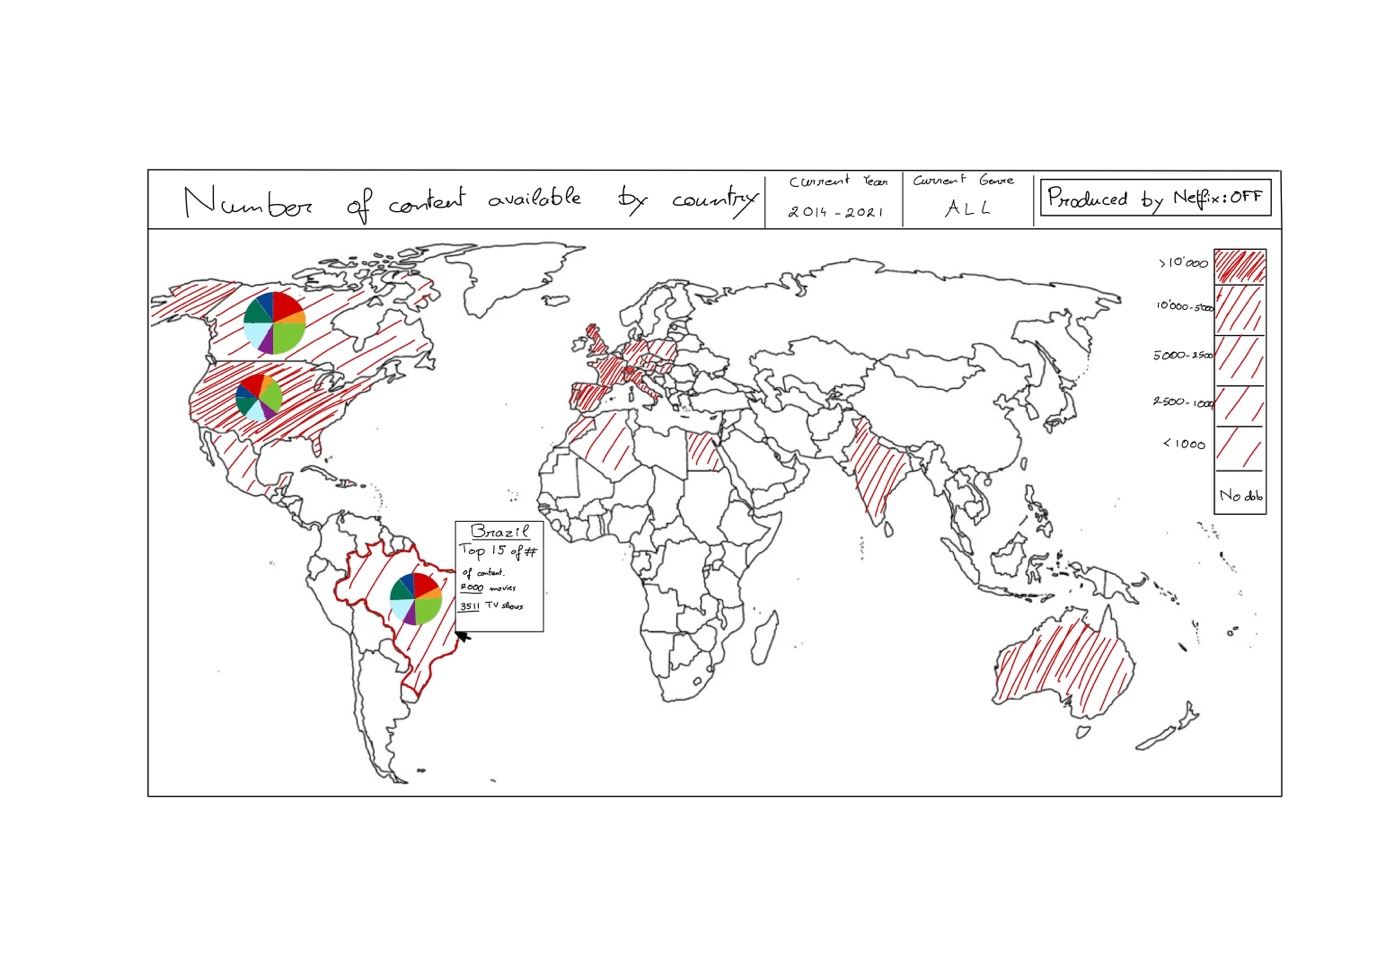 Number of content available by country
Current Year
2014-2021
Current Genre
ALL
Produced by Netflix: OFF
>10'000
10'000-5000
5000-2500
2500-1000
<1000
No data
Brazil
Top 15 of #
of content.
2000 movies
3511 TV shows